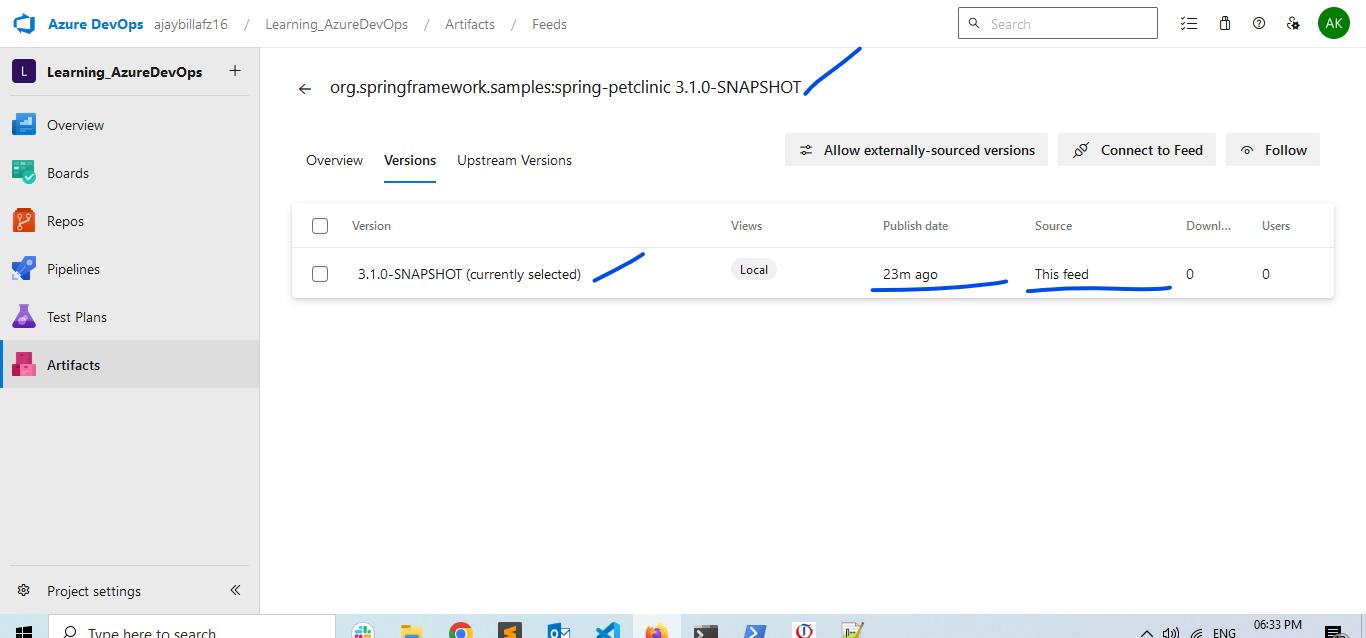 Azure DevOps ajaybillafz16 / Learning_AzureDevOps / Artifacts / Feeds Search AK
L Learning_AzureDevOps +
org.springframework.samples:spring-petclinic 3.1.0-SNAPSHOT
Overview
Boards
Repos
Pipelines
Test Plans
Artifacts
Project settings
Overview Versions Upstream Versions
Allow externally-sourced versions Connect to Feed Follow
Version Views Publish date Source Downl... Users
3.1.0-SNAPSHOT (currently selected) Local 23m ago This feed 0 0
Type here to search
ENG
06:33 PM